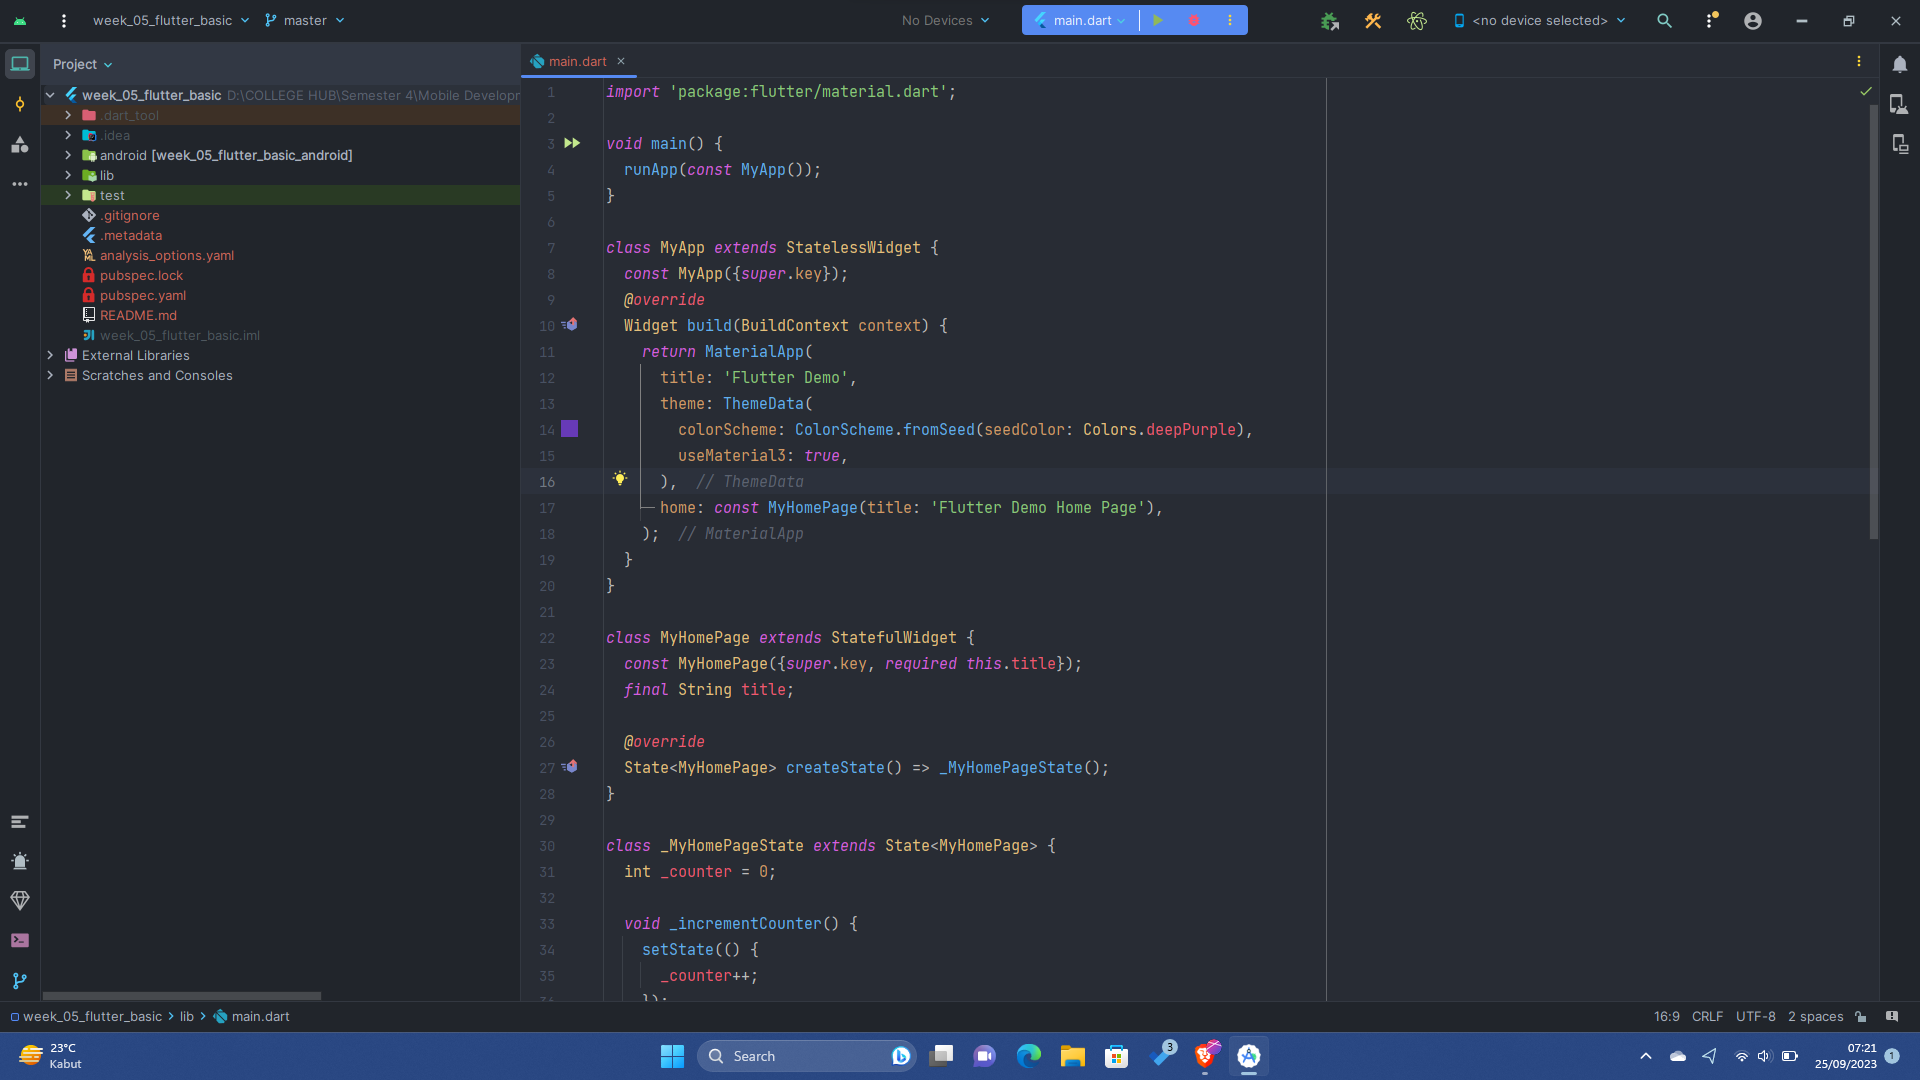 week_05_flutter_basic master No Devices main.dart <no device selected>
Project
main.dart
week_05_flutter_basic D:\COLLEGE HUB\Semester 4\Mobile Developr
.dart_tool
.idea
android [week_05_flutter_basic_android]
lib
test
.gitignore
.metadata
analysis_options.yaml
pubspec.lock
pubspec.yaml
README.md
week_05_flutter_basic.iml
External Libraries
Scratches and Consoles
1 import 'package:flutter/material.dart';
2
3 void main() {
4 runApp(const MyApp());
5 }
6
7 class MyApp extends StatelessWidget {
8 const MyApp({super.key});
9 @override
10 Widget build(BuildContext context) {
11 return MaterialApp(
12 title: 'Flutter Demo',
13 theme: ThemeData(
14 colorScheme: ColorScheme.fromSeed(seedColor: Colors.deepPurple),
15 useMaterial3: true,
16 ), // ThemeData
17 home: const MyHomePage(title: 'Flutter Demo Home Page'),
18 ); // MaterialApp
19 }
20 }
21
22 class MyHomePage extends StatefulWidget {
23 const MyHomePage({super.key, required this.title});
24 final String title;
25
26 @override
27 State<MyHomePage> createState() => _MyHomePageState();
28 }
29
30 class _MyHomePageState extends State<MyHomePage> {
31 int _counter = 0;
32
33 void _incrementCounter() {
34 setState(() {
35 _counter++;
36 });
week_05_flutter_basic > lib > main.dart
16:9 CRLF UTF-8 2 spaces
23°C
Kabut
Search
3
07:21
25/09/2023
1